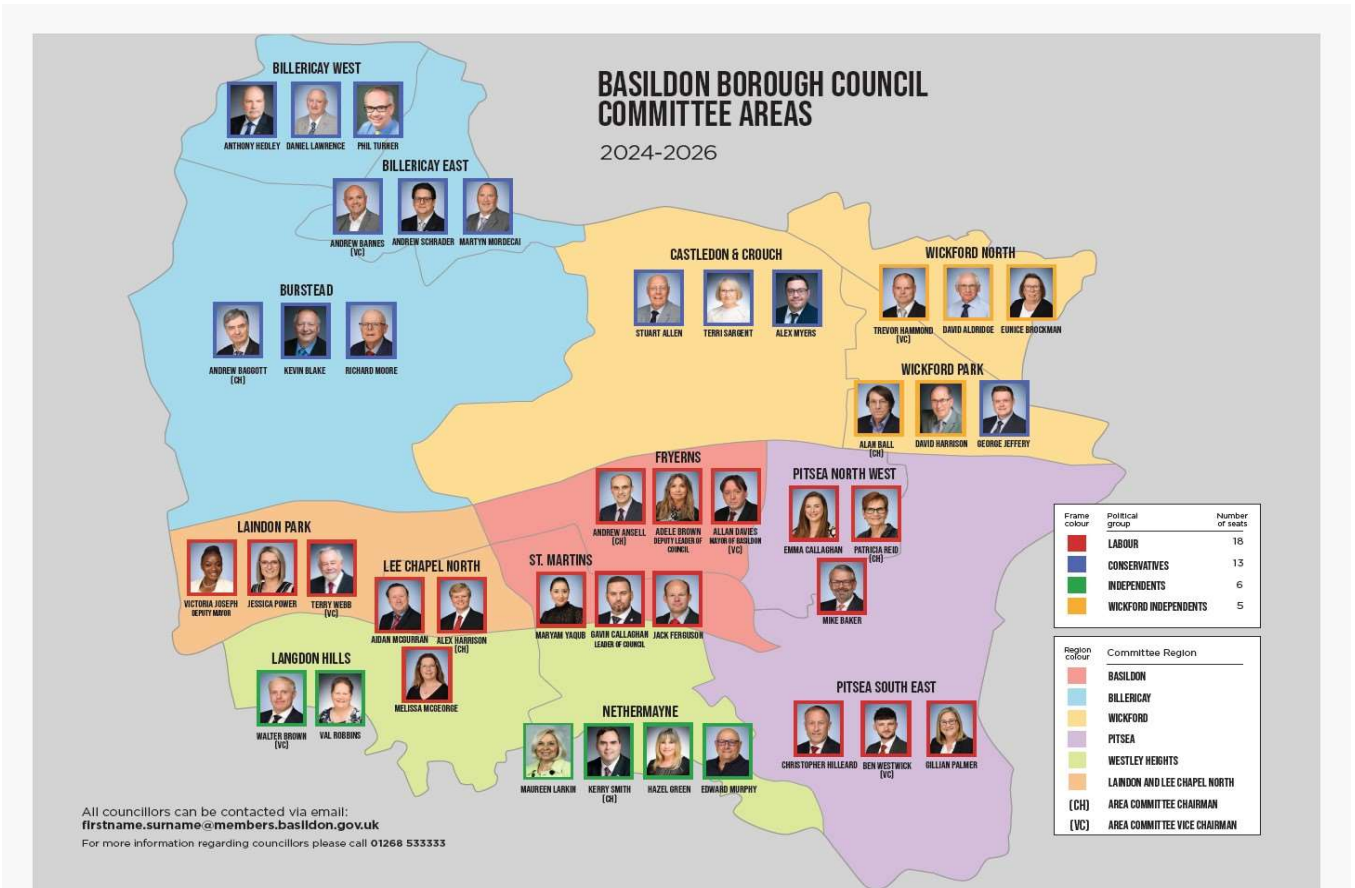 BASILDON BOROUGH COUNCIL
COMMITTEE AREAS
2024-2026
BILLERICAY WEST
ANTHONY HEDLEY DANIEL LAWRENCE PHIL TURNER
BILLERICAY EAST
ANDREW BARNES ANDREW SCHRADER MARTYN MORDECAI
(VC)
BURSTEAD
ANDREW BAGGOTT KEVIN BLAKE RICHARD MOORE
(CH)
CASTLEDON & CROUCH
STUART ALLEN TERRI SARGENT ALEX MYERS
WICKFORD NORTH
TREVOR HAMMOND DAVID ALDRIDGE EUNICE BROCKMAN
(VC)
WICKFORD PARK
ALAN BALL DAVID HARRISON GEORGE JEFFERY
(CH)
FRYERNS
ANDREW ANSELL ADELE BROWN ALLAN DAVIES
(CH) DEPUTY LEADER OF MAYOR OF BASILDON
COUNCIL (VC)
PITSEA NORTH WEST
EMMA CALLAGHAN PATRICIA REID
(CH)
MIKE BAKER
LAINDON PARK
VICTORIA JOSEPH JESSICA POWER TERRY WEBB
DEPUTY MAYOR (VC)
LEE CHAPEL NORTH
AIDAN MCGURRAN ALEX HARRISON
(CH)
MELISSA MCGEORGE
ST. MARTINS
MARYAM YAQUB GAVIN CALLAGHAN JACK FERGUSON
LEADER OF COUNCIL
LANGDON HILLS
WALTER BROWN VAL ROBBINS
(VC)
NETHERMAYNE
MAUREEN LARKIN KERRY SMITH HAZEL GREEN EDWARD MURPHY
(CH)
PITSEA SOUTH EAST
CHRISTOPHER HILLEARD BEN WESTWICK GILLIAN PALMER
(VC)
Frame colour Political group Number of seats
LABOUR 18
CONSERVATIVES 13
INDEPENDENTS 6
WICKFORD INDEPENDENTS 5
Region colour Committee Region
BASILDON
BILLERICAY
WICKFORD
PITSEA
WESTLEY HEIGHTS
LAINDON AND LEE CHAPEL NORTH
(CH) AREA COMMITTEE CHAIRMAN
(VC) AREA COMMITTEE VICE CHAIRMAN
All councillors can be contacted via email:
firstname.surname@members.basildon.gov.uk
For more information regarding councillors please call 01268 533333